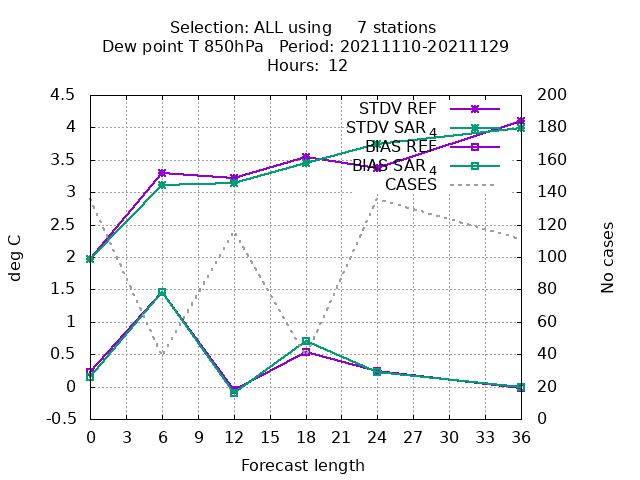 Selection: ALL using     7 stations
Dew point T 850hPa   Period: 20211110-20211129
Hours: 12
STDV REF
STDV SAR 4
BIAS REF
BIAS SAR 4
CASES
4.5
4
3.5
3
2.5
2
1.5
1
0.5
0
-0.5
200
180
160
140
120
100
80
60
40
20
0
deg C
No cases
0 3 6 9 12 15 18 21 24 27 30 33 36
Forecast length